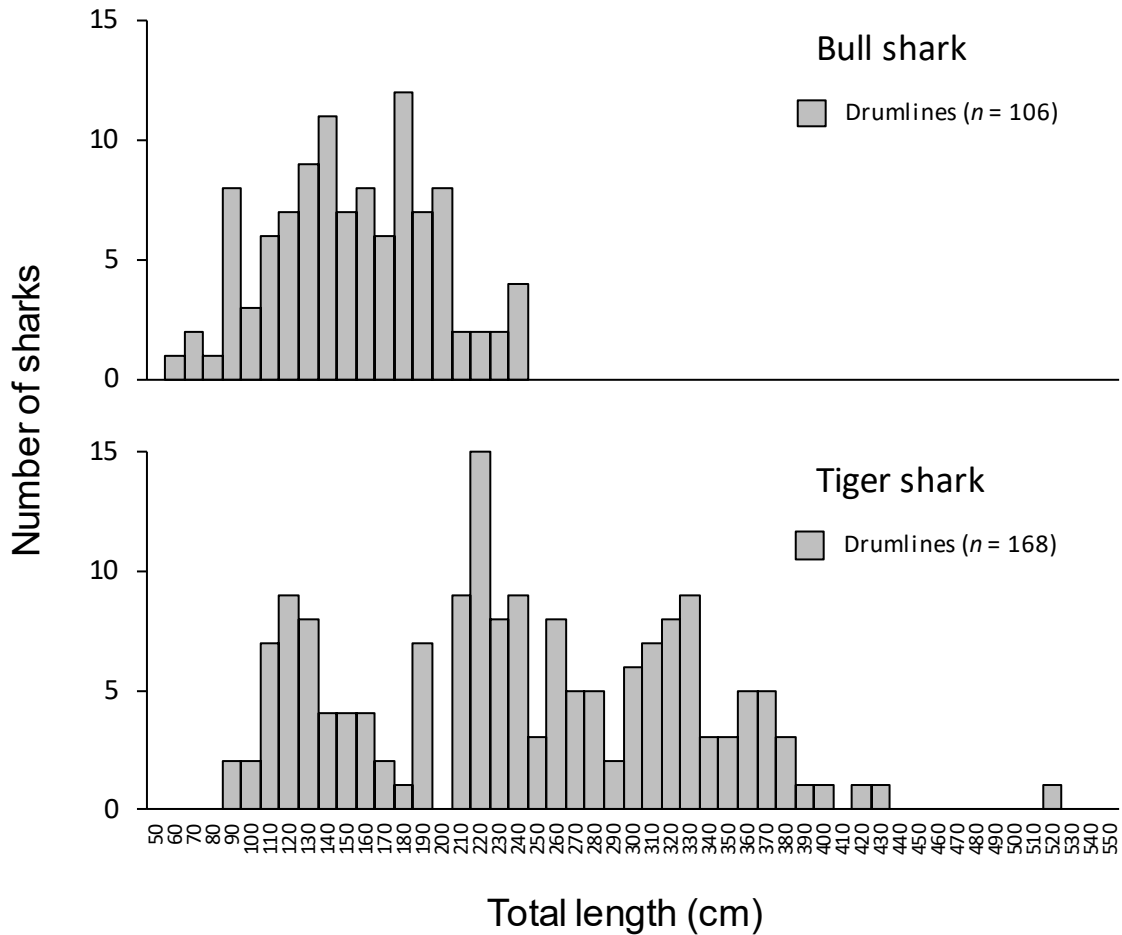 15
10
5
0
Bull shark
Drumlines (n = 106)
Number of sharks
15
10
5
0
Tiger shark
Drumlines (n = 168)
50 60 70 80 90 100 110 120 130 140 150 160 170 180 190 200 210 220 230 240 250 260 270 280 290 300 310 320 330 340 350 360 370 380 390 400 410 420 430 440 450 460 470 480 490 500 510 520 530 540 550
Total length (cm)